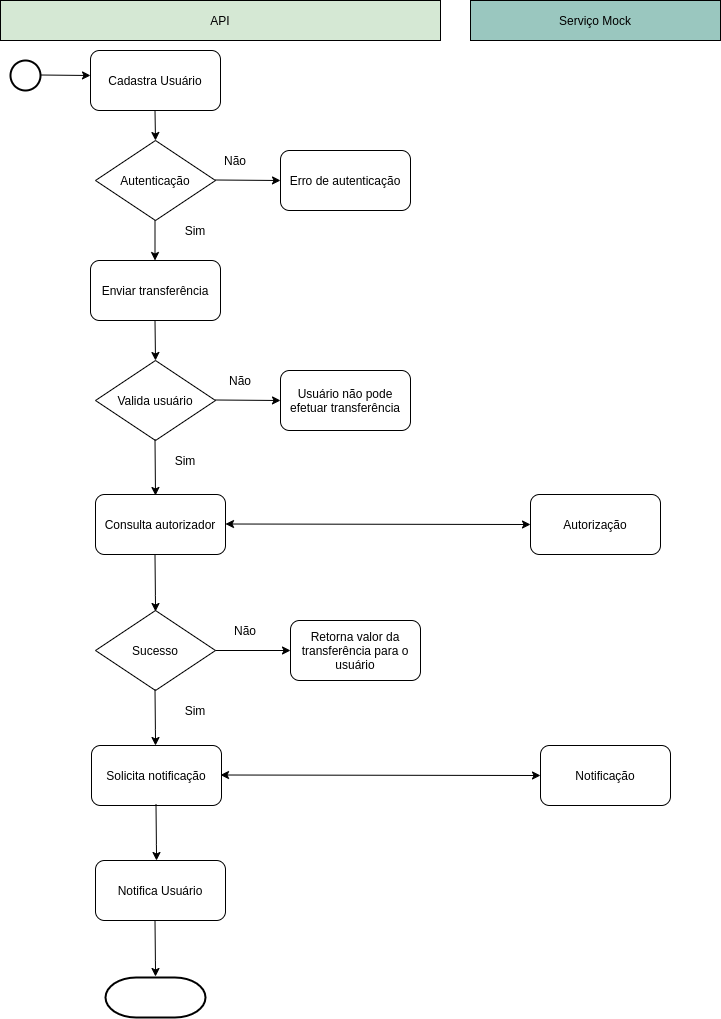 API
Serviço Mock
Cadastra Usuário
Autenticação
Não
Erro de autenticação
Sim
Enviar transferência
Valida usuário
Não
Usuário não pode
efetuar transferência
Sim
Consulta autorizador
Autorização
Sucesso
Não
Retorna valor da
transferência para o
usuário
Sim
Solicita notificação
Notificação
Notifica Usuário